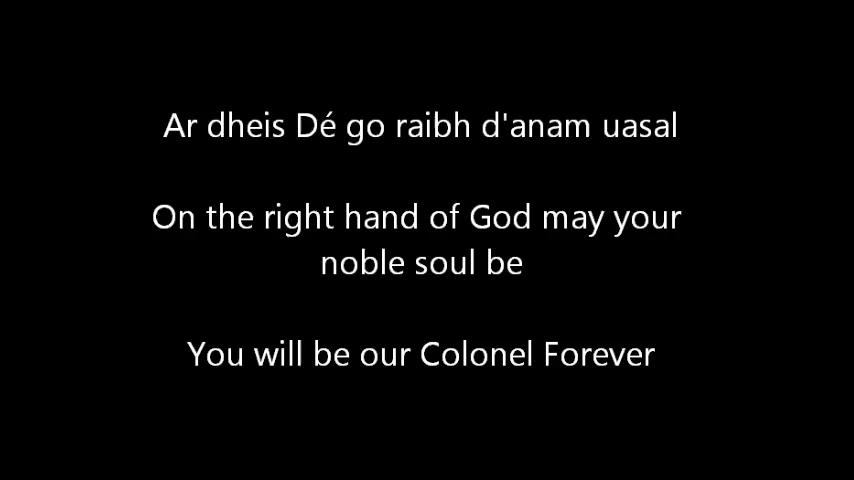 Ar dheis Dé go raibh d'anam uasal
On the right hand of God may your
noble soul be
You will be our Colonel Forever